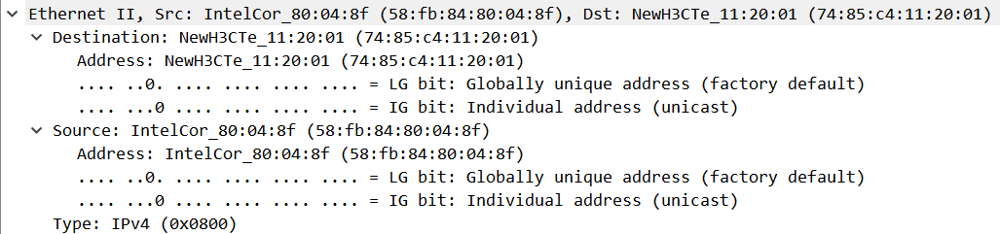 Ethernet II, Src: IntelCor_80:04:8f (58:fb:84:80:04:8f), Dst: NewH3CTe_11:20:01 (74:85:c4:11:20:01)
Destination: NewH3CTe_11:20:01 (74:85:c4:11:20:01)
Address: NewH3CTe_11:20:01 (74:85:c4:11:20:01)
.... ..0. .... .... .... .... = LG bit: Globally unique address (factory default)
.... ...0 .... .... .... .... = IG bit: Individual address (unicast)
Source: IntelCor_80:04:8f (58:fb:84:80:04:8f)
Address: IntelCor_80:04:8f (58:fb:84:80:04:8f)
.... ..0. .... .... .... .... = LG bit: Globally unique address (factory default)
.... ...0 .... .... .... .... = IG bit: Individual address (unicast)
Type: IPv4 (0x0800)